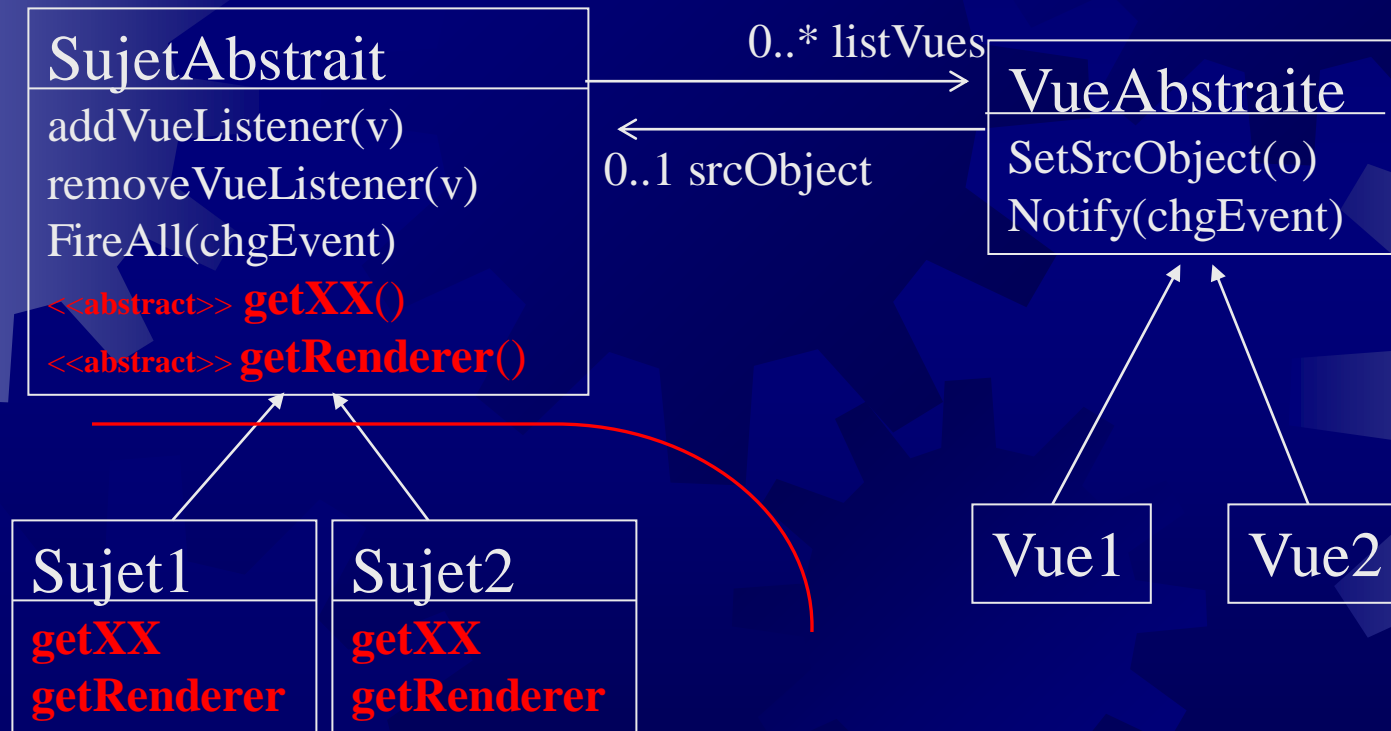 SujetAbstrait
addVueListener(v)
removeVueListener(v)
FireAll(chgEvent)
<<abstract>> getXX()
<<abstract>> getRenderer()
0..* listVues
0..1 srcObject
VueAbstraite
SetSrcObject(o)
Notify(chgEvent)
Sujet1
getXX
getRenderer
Sujet2
getXX
getRenderer
Vue1
Vue2